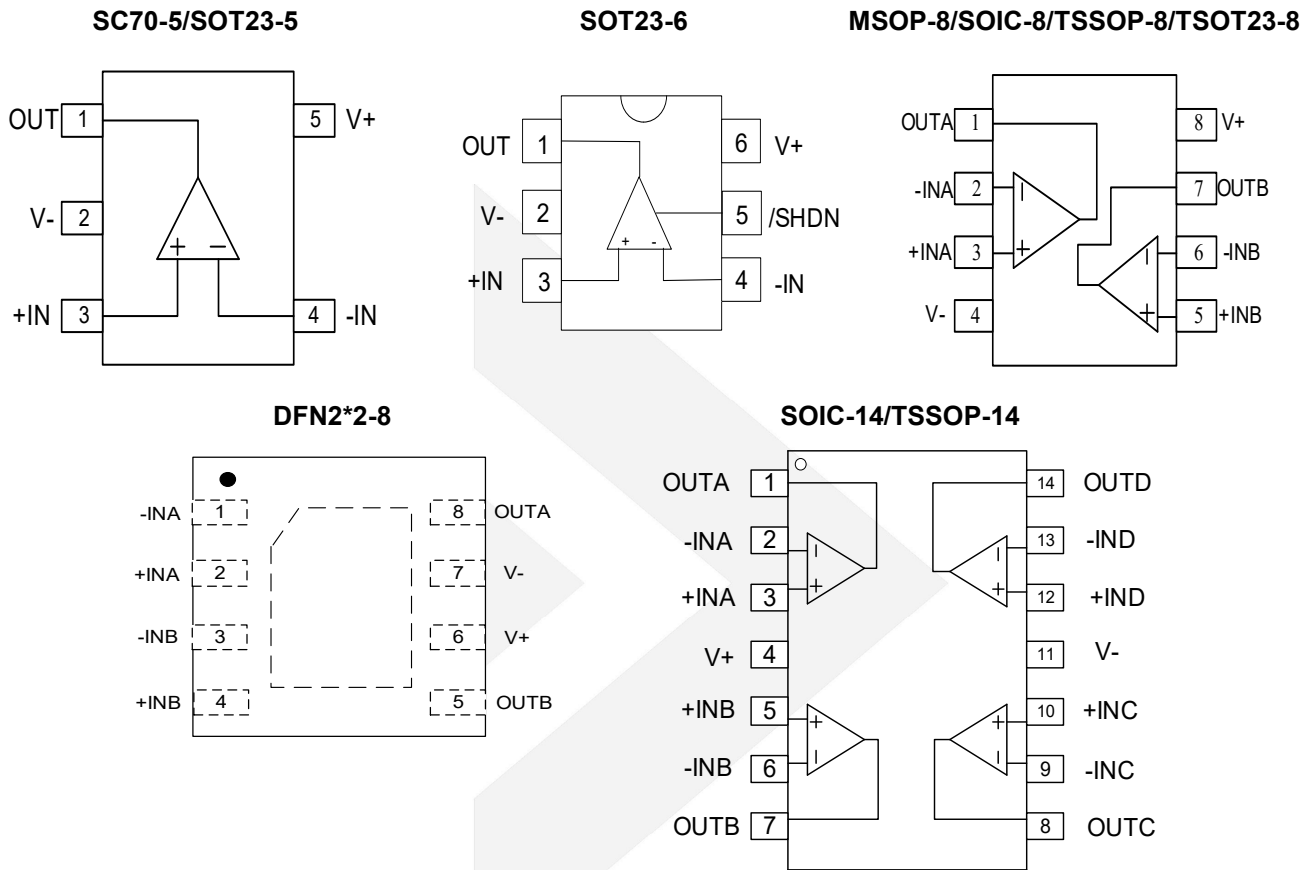 SC70-5/SOT23-5
SOT23-6
MSOP-8/SOIC-8/TSSOP-8/TSOT23-8
OUT 1
5 V+
V- 2
+ -
+IN 3
4 -IN
OUT 1
6 V+
V- 2
5 /SHDN
+ -
+IN 3
4 -IN
OUTA 1
8 V+
-INA 2
-
7 OUTB
+INA 3
+
-
6 -INB
V- 4
+
5 +INB
DFN2*2-8
SOIC-14/TSSOP-14
-INA 1
8 OUTA
+INA 2
7 V-
-INB 3
6 V+
+INB 4
5 OUTB
OUTA 1
14 OUTD
-INA 2
-
-
13 -IND
+INA 3
+
+
12 +IND
V+ 4
11 V-
+INB 5
+
+
10 +INC
-INB 6
-
-
9 -INC
OUTB 7
8 OUTC